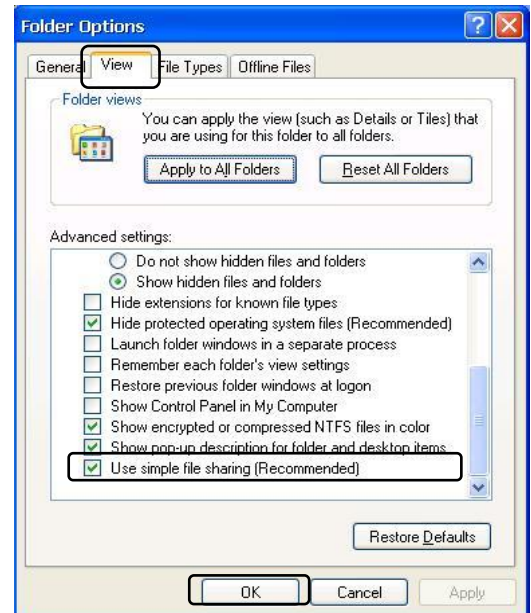 Folder Options
General View File Types Offline Files
Folder views
You can apply the view (such as Details or Tiles) that
you are using for this folder to all folders.
Apply to All Folders Reset All Folders
Advanced settings:
Do not show hidden files and folders
Show hidden files and folders
Hide extensions for known file types
Hide protected operating system files (Recommended)
Launch folder windows in a separate process
Remember each folder's view settings
Restore previous folder windows at logon
Show Control Panel in My Computer
Show encrypted or compressed NTFS files in color
Show pop-up description for folder and desktop items
Use simple file sharing (Recommended)
Restore Defaults
OK Cancel Apply